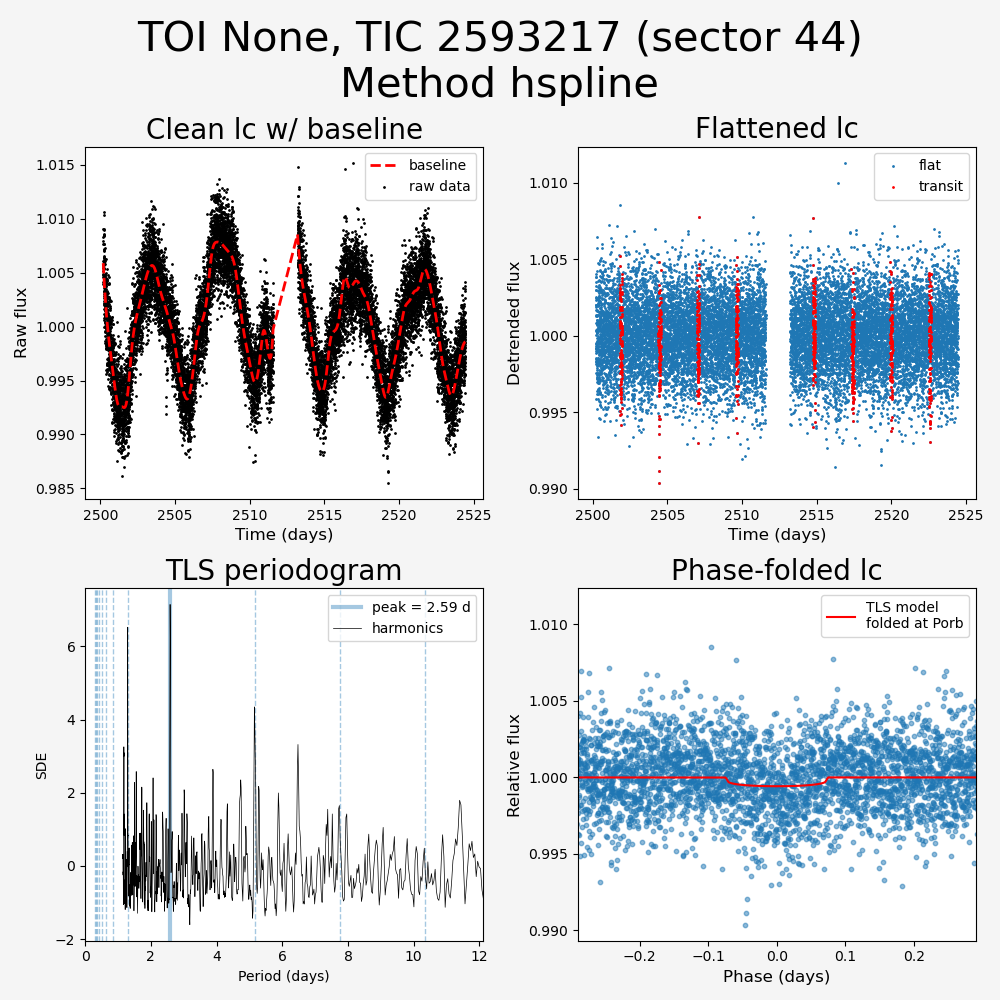 TOI None, TIC 2593217 (sector 44)
Method hspline
Clean lc w/ baseline
Raw flux
1.015
1.010
1.005
1.000
0.995
0.990
0.985
baseline
raw data
2500
2505
2510
2515
2520
2525
Time (days)
Flattened lc
Detrended flux
1.010
1.005
1.000
0.995
0.990
flat
transit
2500
2505
2510
2515
2520
2525
Time (days)
TLS periodogram
SDE
6
4
2
0
−2
peak = 2.59 d
harmonics
0
2
4
6
8
10
12
Period (days)
Phase-folded lc
Relative flux
1.010
1.005
1.000
0.995
0.990
TLS model
folded at Porb
−0.2
−0.1
0.0
0.1
0.2
Phase (days)